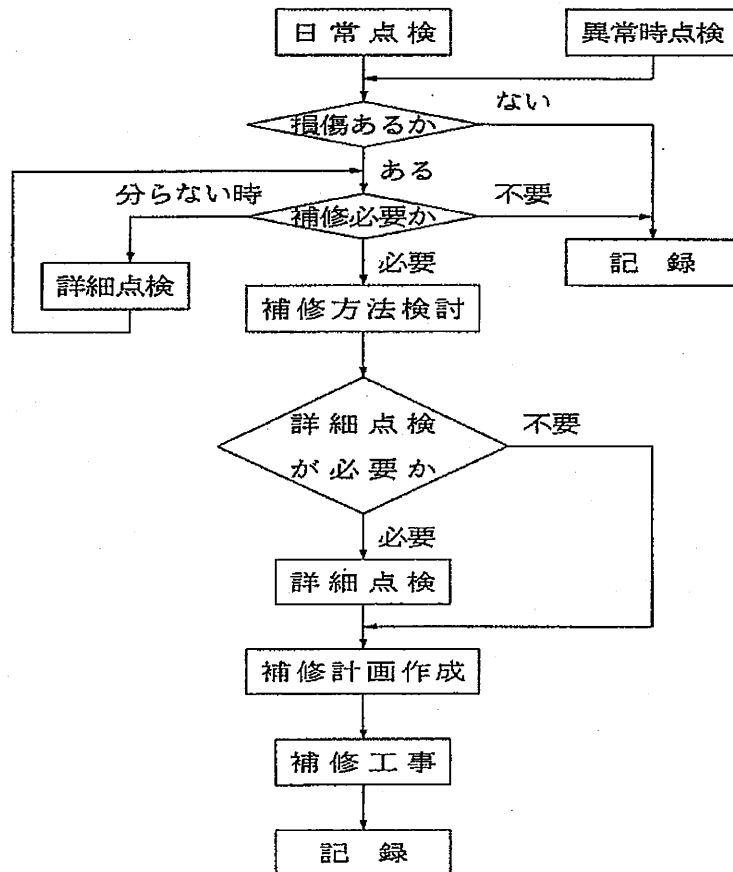 日常点検
異常時点検
損傷あるか
ない
ある
分らない時
補修必要か
不要
記録
詳細点検
必要
補修方法検討
詳細点検
が必要か
不要
必要
詳細点検
補修計画作成
補修工事
記録